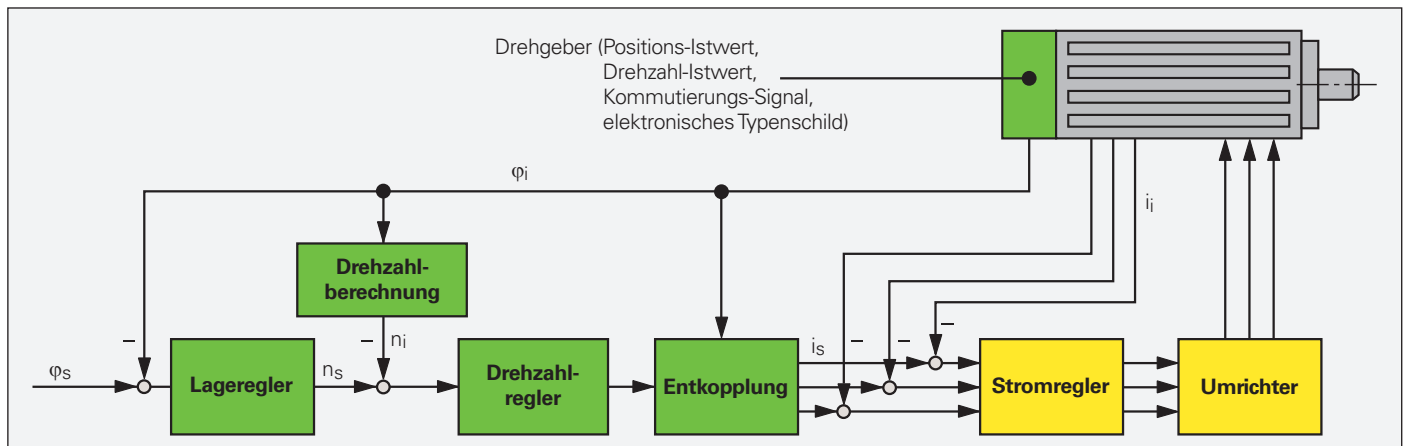 Drehgeber (Positions-Istwert,
Drehzahl-Istwert,
Kommutierungs-Signal,
elektronisches Typenschild)
φi
ii
Drehzahl-
berechnung
–
–
ni
is
–
–
–
φs
Lageregler
ns
Drehzahl-
regler
Entkopplung
Stromregler
Umrichter